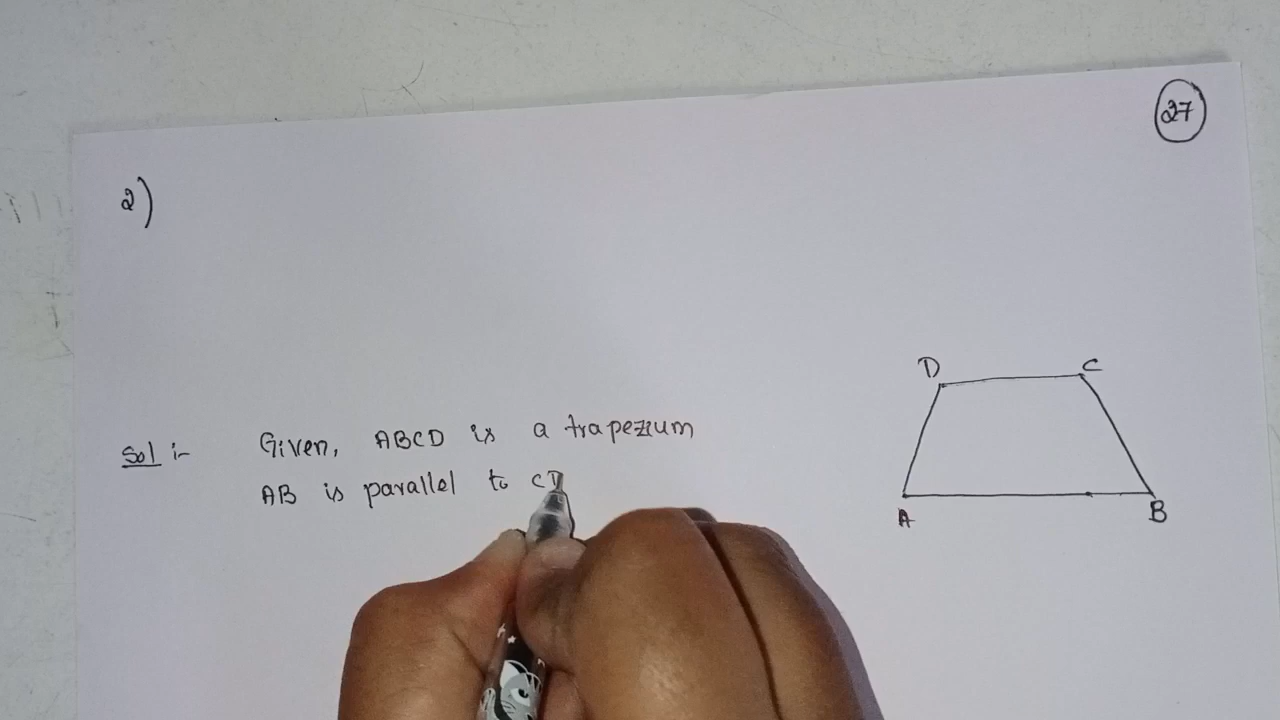 27
2)
D C
Sol :- Given, ABCD is a trapezium
AB is parallel to CD
A B